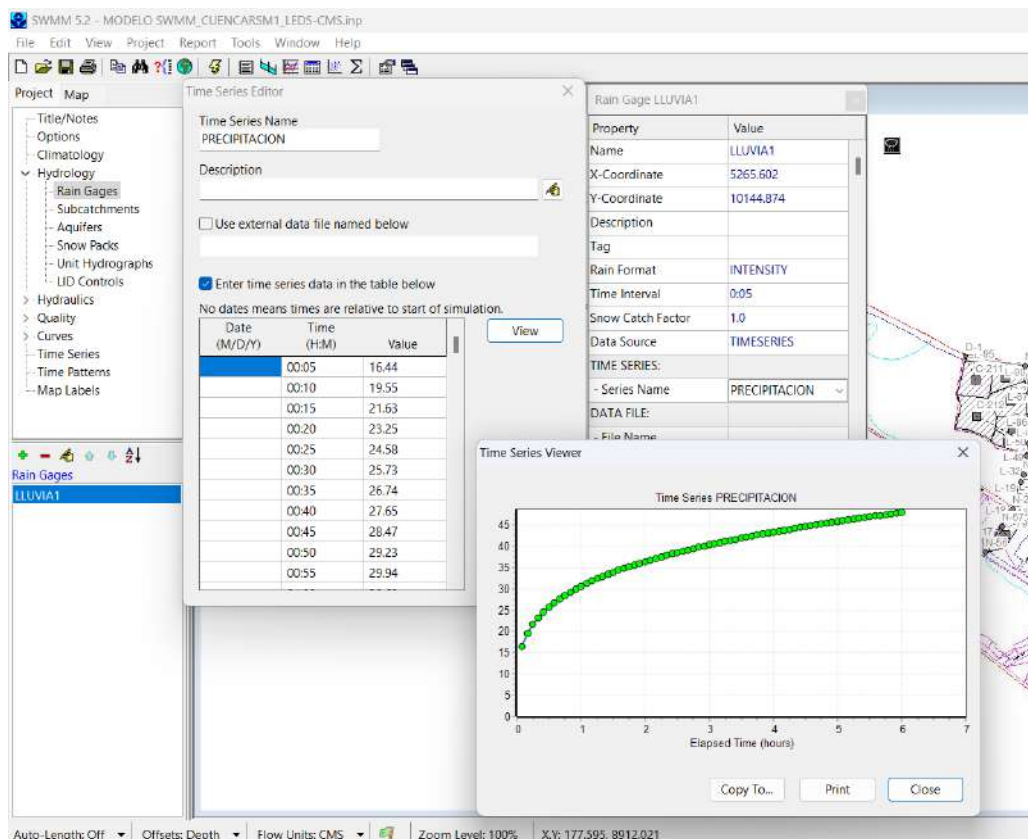 SWMM 5.2 - MODELO SWMM_CUENCARSM1_LEDS-CMS.inp
File Edit View Project Report Tools Window Help
Project Map
Title/Notes
Options
Climatology
Hydrology
Rain Gages
Subcatchments
Aquifers
Snow Packs
Unit Hydrographs
LID Controls
Hydraulics
Quality
Curves
Time Series
Time Patterns
Map Labels
Rain Gages
LLUVIA1
Time Series Editor
Time Series Name
PRECIPITACION
Description
Use external data file named below
Enter time series data in the table below
No dates means times are relative to start of simulation.
Date Time
(M/D/Y) (H:M) Value
00:05 16.44
00:10 19.55
00:15 21.63
00:20 23.25
00:25 24.58
00:30 25.73
00:35 26.74
00:40 27.65
00:45 28.47
00:50 29.23
00:55 29.94
View
Rain Gage LLUVIA1
Property Value
Name LLUVIA1
X-Coordinate 5265.602
Y-Coordinate 10144.874
Description
Tag
Rain Format INTENSITY
Time Interval 0:05
Snow Catch Factor 1.0
Data Source TIMESERIES
TIME SERIES:
- Series Name PRECIPITACION
DATA FILE:
- File Name
Time Series Viewer
Time Series PRECIPITACION
45
40
35
30
25
20
15
10
5
0
0 1 2 3 4 5 6 7
Elapsed Time (hours)
Copy To... Print Close
D-1
C-211
C-212
Auto-Length: Off Offsets: Depth Flow Units: CMS Zoom Level: 100% X,Y: 177.595, 8912.021